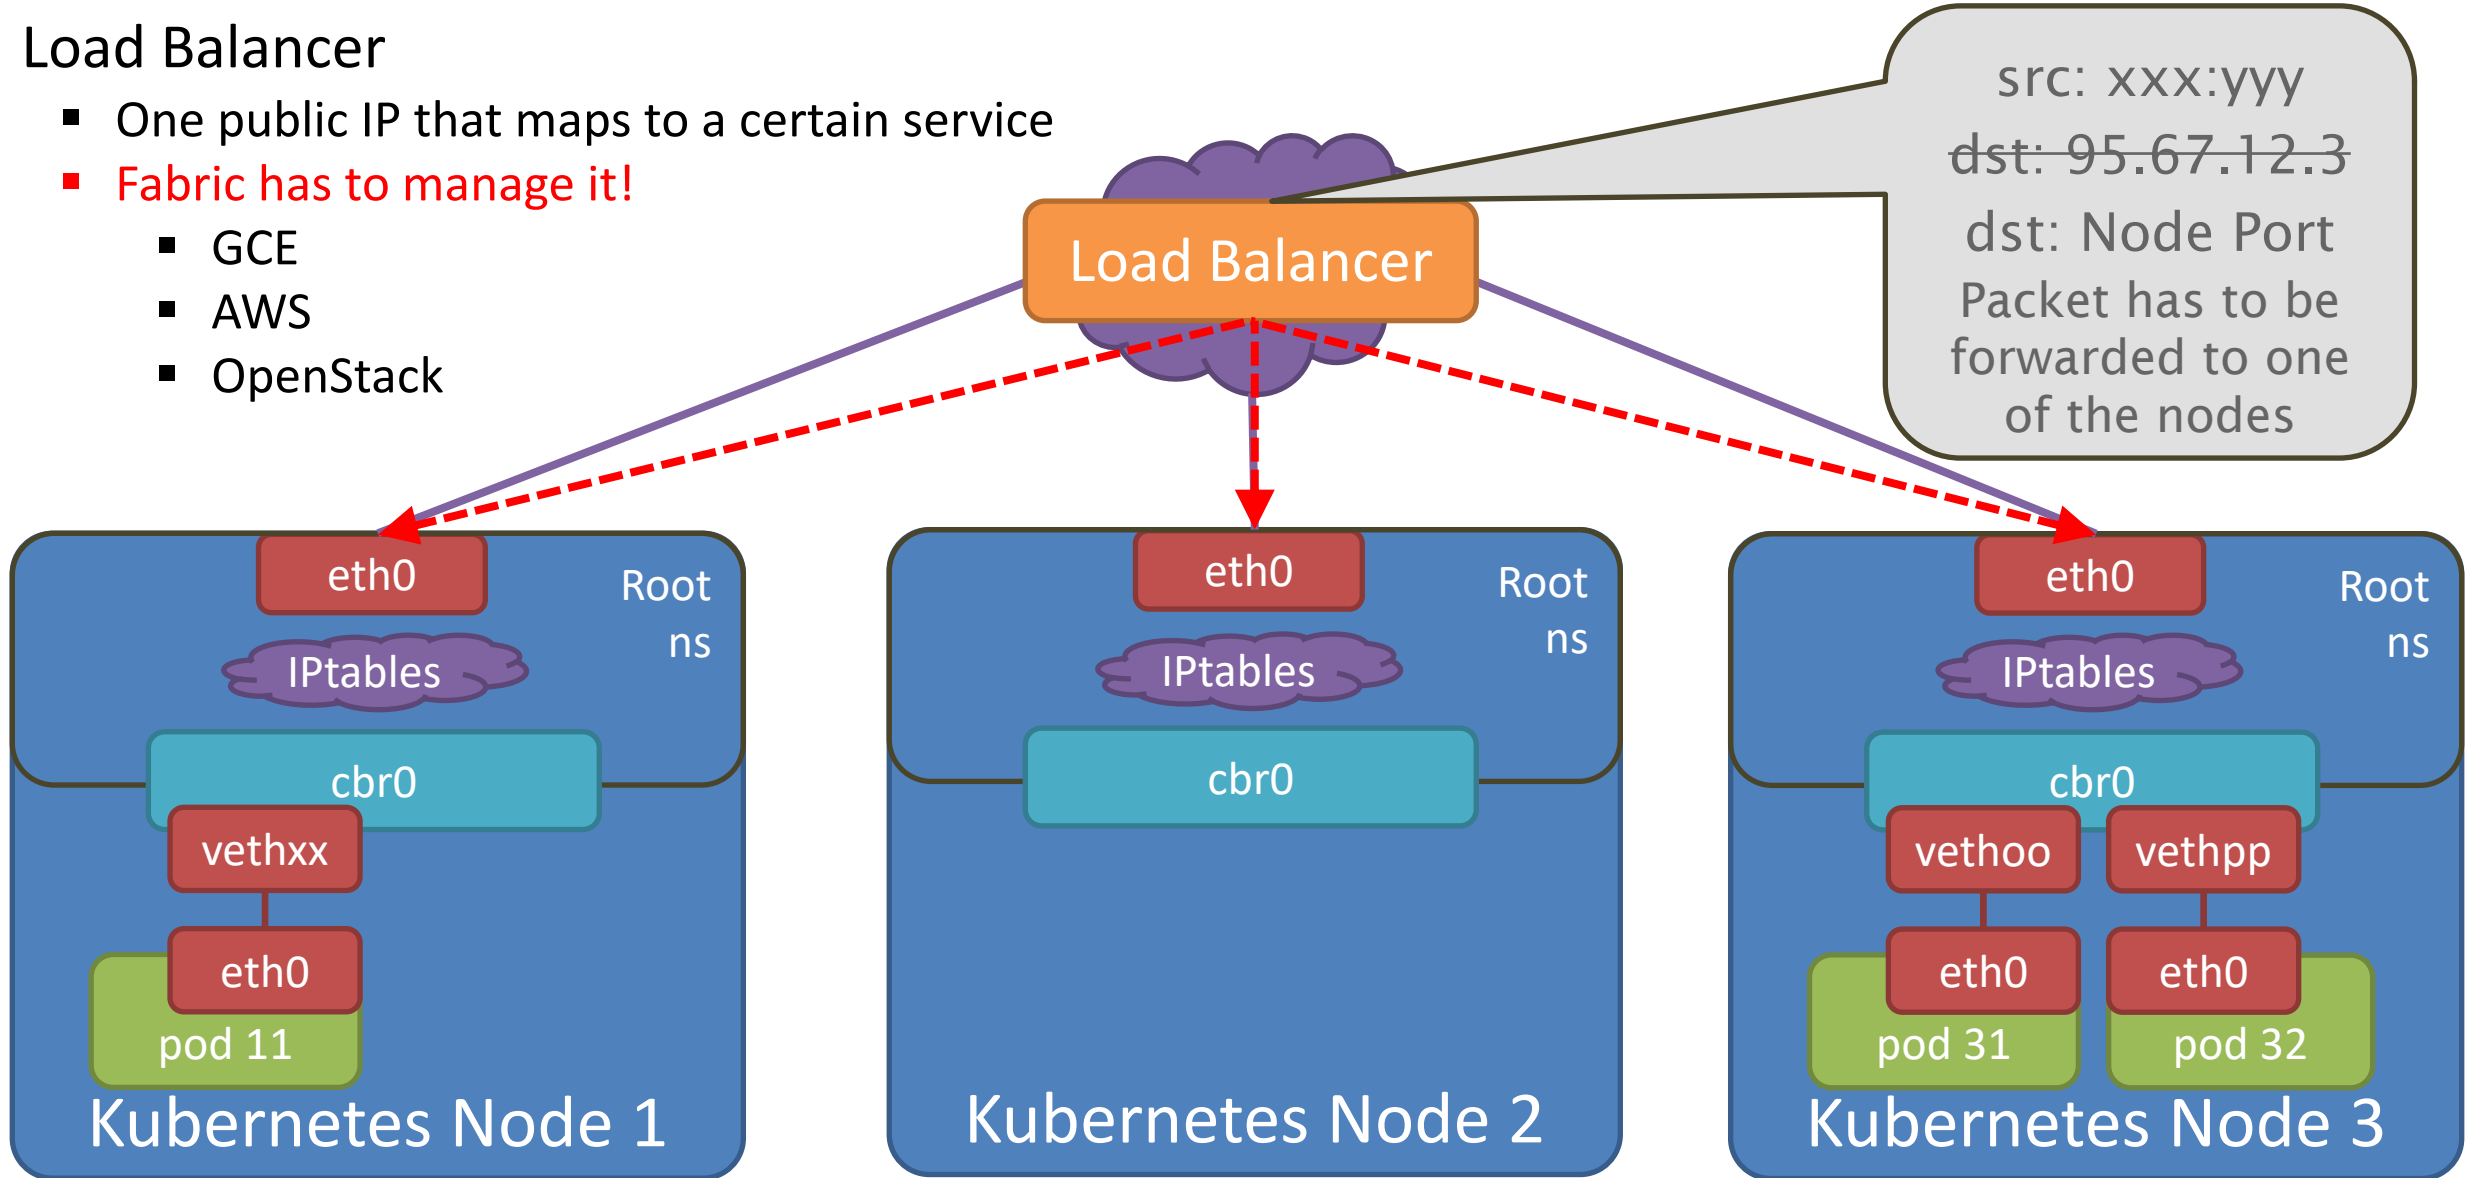 Load Balancer
One public IP that maps to a certain service
Fabric has to manage it!
GCE
AWS
OpenStack
Load Balancer
src: xxx:yyy
dst: 95.67.12.3
dst: Node Port
Packet has to be
forwarded to one
of the nodes
eth0
Root
ns
IPtables
cbr0
vethxx
eth0
pod 11
Kubernetes Node 1
eth0
Root
ns
IPtables
cbr0
Kubernetes Node 2
eth0
Root
ns
IPtables
cbr0
vethoo
vethpp
eth0
eth0
pod 31
pod 32
Kubernetes Node 3